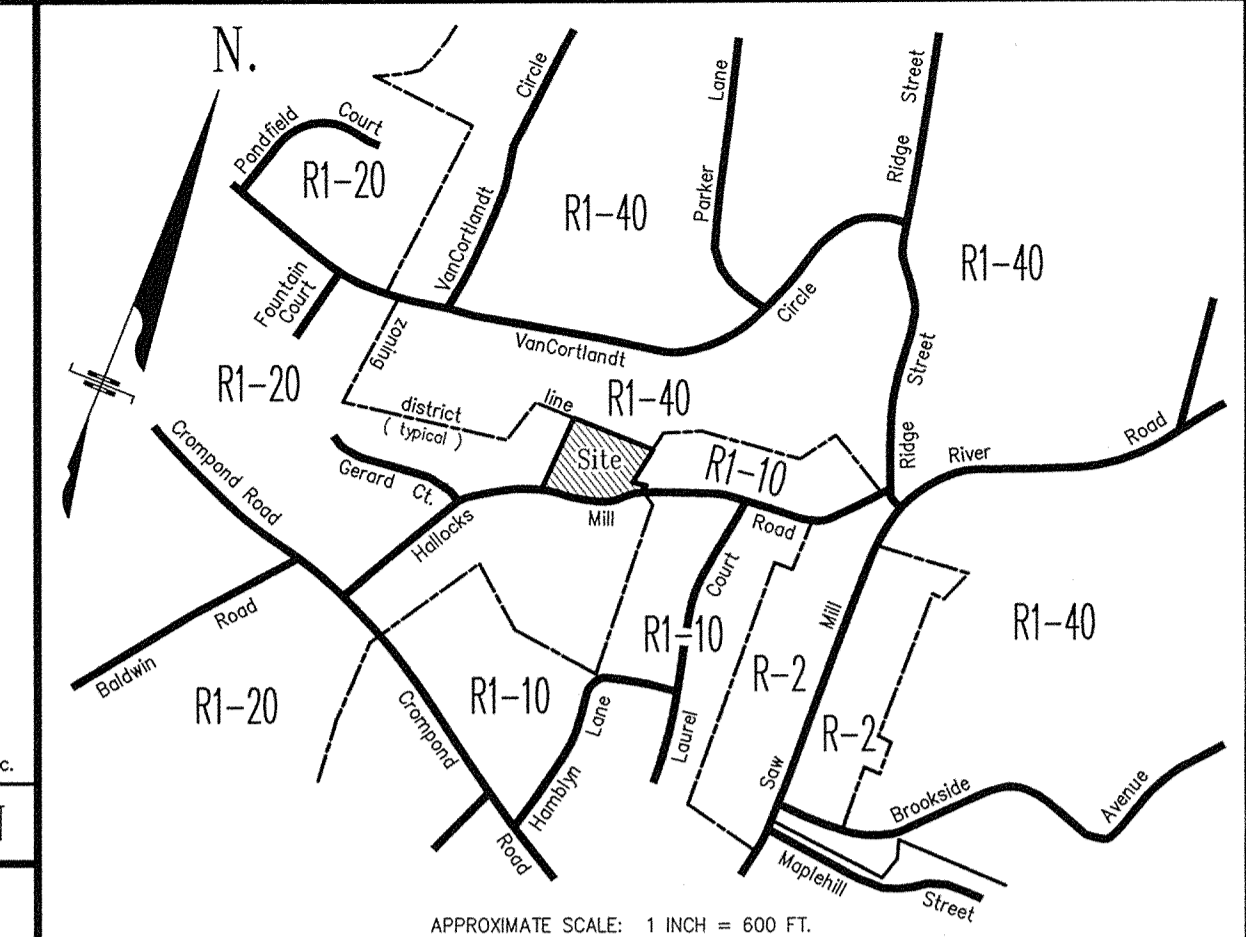 N.
Circle
Lane
Ridge Street
Pondfield Court
R1-20
Parker
R1-40
VanCortlandt
R1-40
Fountain
Court
Circle
zoning
VanCortlandt
Street
R1-20
R1-40
line
district
( typical )
Road
Crompond Road
Site
R1-10
Ridge
River
Gerard Ct.
Mill
Road
Hallocks
Court
Road
Mill
R1-40
R1-10
Baldwin
R-2
R1-20
R1-10
Lane
Crompond
Laurel
R-2
Saw
Hamblyn
Brookside
Avenue
c.
Road
Maplehill
Street
APPROXIMATE SCALE: 1 INCH = 600 FT.